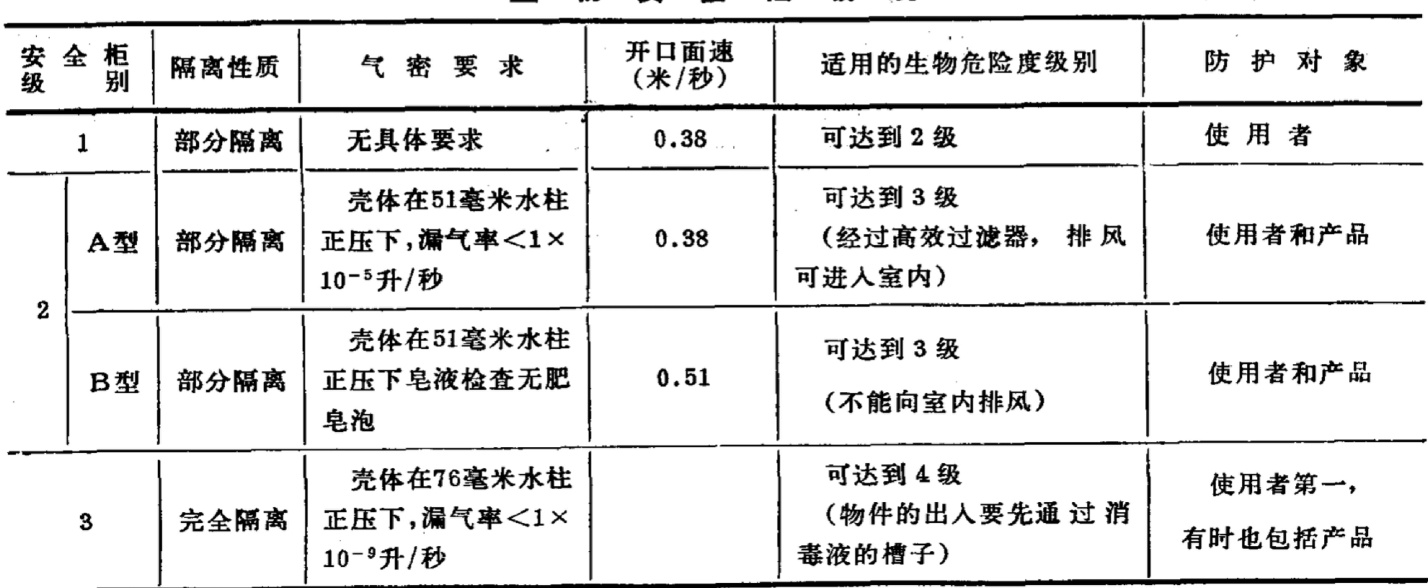 安全柜级别 隔离性质 气密要求 开口面速(米/秒) 适用的生物危险度级别 防护对象
1 部分隔离 无具体要求 0.38 可达到2级 使用者
2
A型 部分隔离
壳体在51毫米水柱
正压下,漏气率<1×
10⁻⁵升/秒
0.38
可达到3级
(经过高效过滤器, 排风
可进入室内)
使用者和产品
B型 部分隔离
壳体在51毫米水柱
正压下皂液检查无肥
皂泡
0.51
可达到3级
(不能向室内排风)
使用者和产品
3 完全隔离
壳体在76毫米水柱
正压下,漏气率<1×
10⁻⁹升/秒
可达到4级
(物件的出入要先通过消
毒液的槽子)
使用者第一,
有时也包括产品